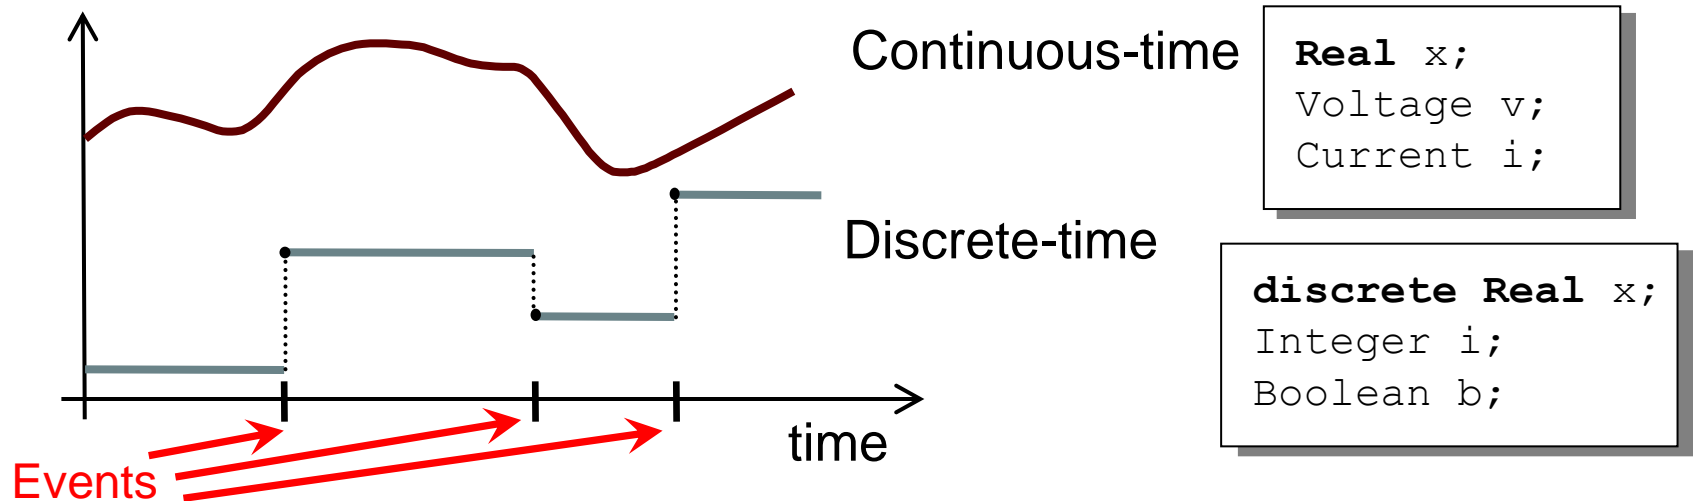 Continuous-time
Real x;
Voltage v;
Current i;
Discrete-time
discrete Real x;
Integer i;
Boolean b;
time
Events